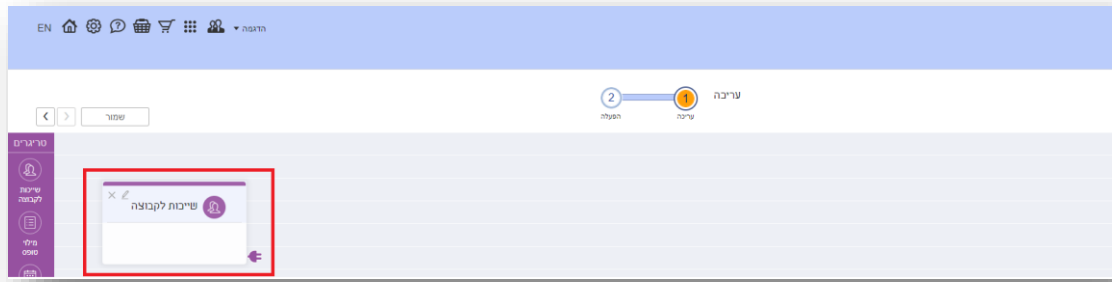 EN
הדגמה
עריכה
1
2
עריכה
הפעלה
שמור
טריגרים
שייכות
לקבוצה
מילוי
טופס
שייכות לקבוצה